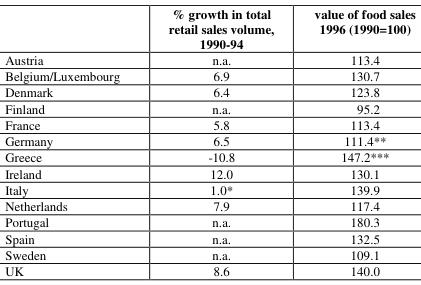 % growth in total retail sales volume, 1990-94 value of food sales 1996 (1990=100)
Austria n.a. 113.4
Belgium/Luxembourg 6.9 130.7
Denmark 6.4 123.8
Finland n.a. 95.2
France 5.8 113.4
Germany 6.5 111.4**
Greece -10.8 147.2***
Ireland 12.0 130.1
Italy 1.0* 139.9
Netherlands 7.9 117.4
Portugal n.a. 180.3
Spain n.a. 132.5
Sweden n.a. 109.1
UK 8.6 140.0